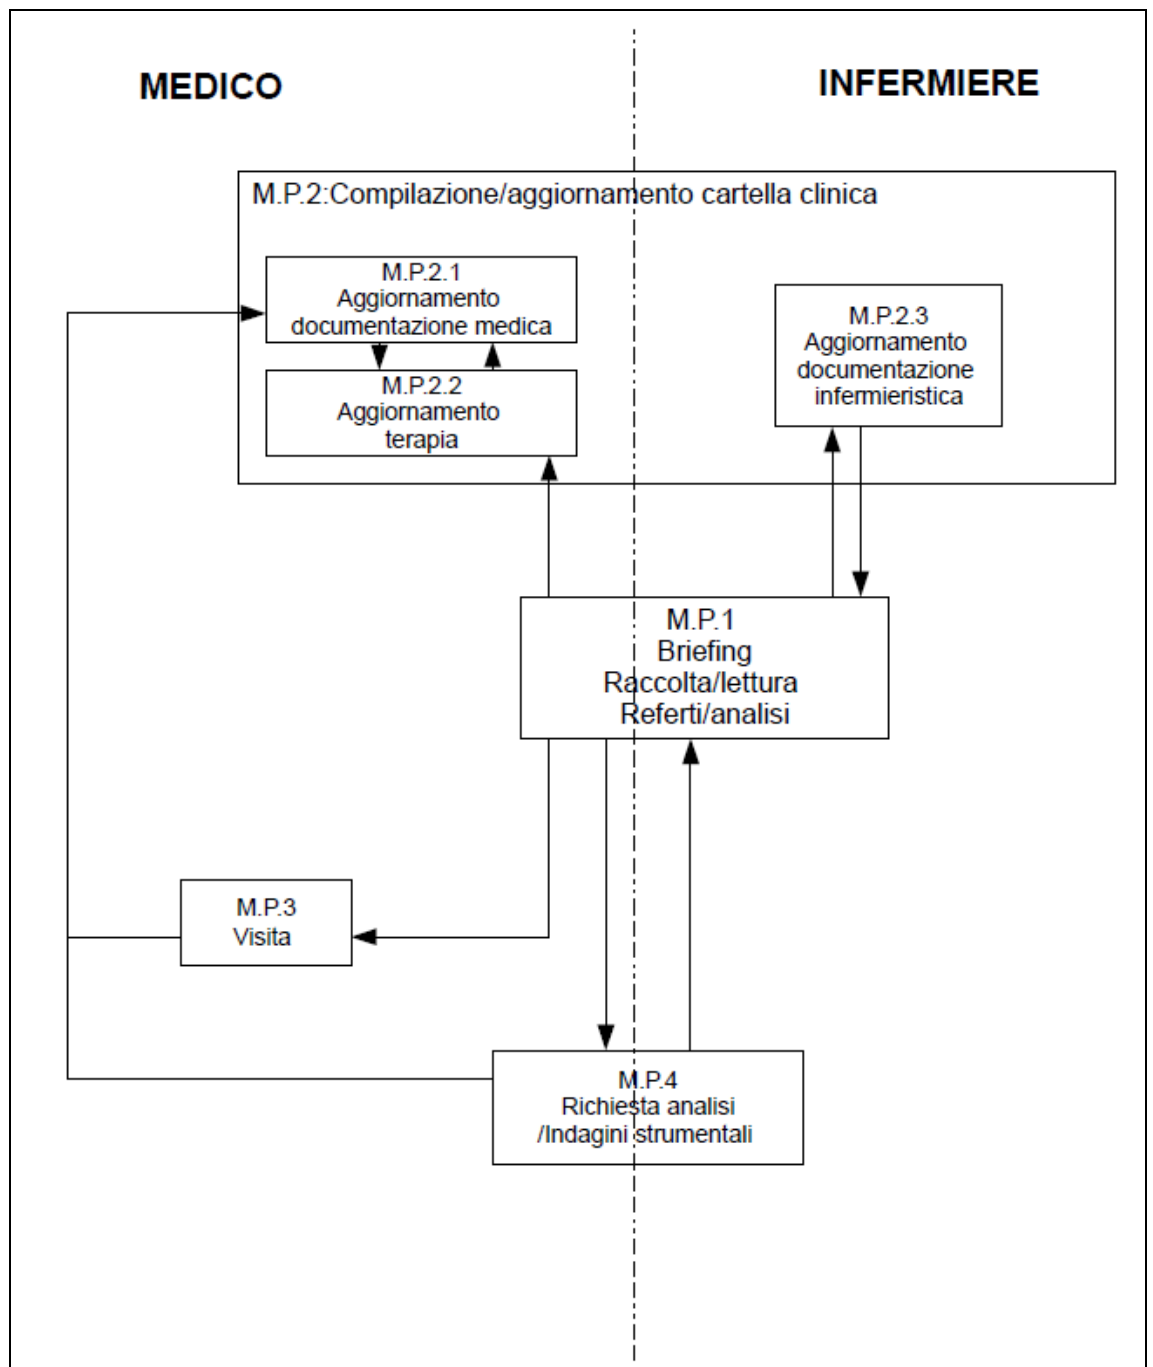 MEDICO
INFERMIERE
M.P.2:Compilazione/aggiornamento cartella clinica
M.P.2.1
Aggiornamento
documentazione medica
M.P.2.2
Aggiornamento
terapia
M.P.2.3
Aggiornamento
documentazione
infermieristica
M.P.1
Briefing
Raccolta/lettura
Referti/analisi
M.P.3
Visita
M.P.4
Richiesta analisi
/Indagini strumentali